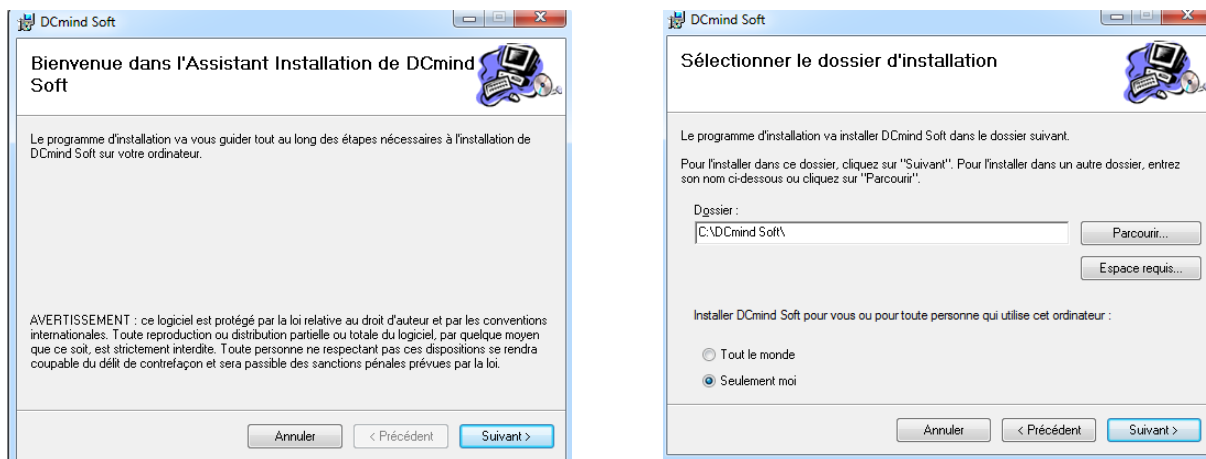 DCmind Soft
Bienvenue dans l'Assistant Installation de DCmind
Soft
Le programme d'installation va vous guider tout au long des étapes nécessaires à l'installation de
DCmind Soft sur votre ordinateur.
AVERTISSEMENT : ce logiciel est protégé par la loi relative au droit d'auteur et par les conventions
internationales. Toute reproduction ou distribution partielle ou totale du logiciel, par quelque moyen
que ce soit, est strictement interdite. Toute personne ne respectant pas ces dispositions se rendra
coupable du délit de contrefaçon et sera passible des sanctions pénales prévues par la loi.
Annuler
< Précédent
Suivant >
DCmind Soft
Sélectionner le dossier d'installation
Le programme d'installation va installer DCmind Soft dans le dossier suivant.
Pour l'installer dans ce dossier, cliquez sur "Suivant". Pour l'installer dans un autre dossier, entrez
son nom ci-dessous ou cliquez sur "Parcourir".
Dossier :
C:\DCmind Soft\
Parcourir...
Espace requis...
Installer DCmind Soft pour vous ou pour toute personne qui utilise cet ordinateur :
Tout le monde
Seulement moi
Annuler
< Précédent
Suivant >